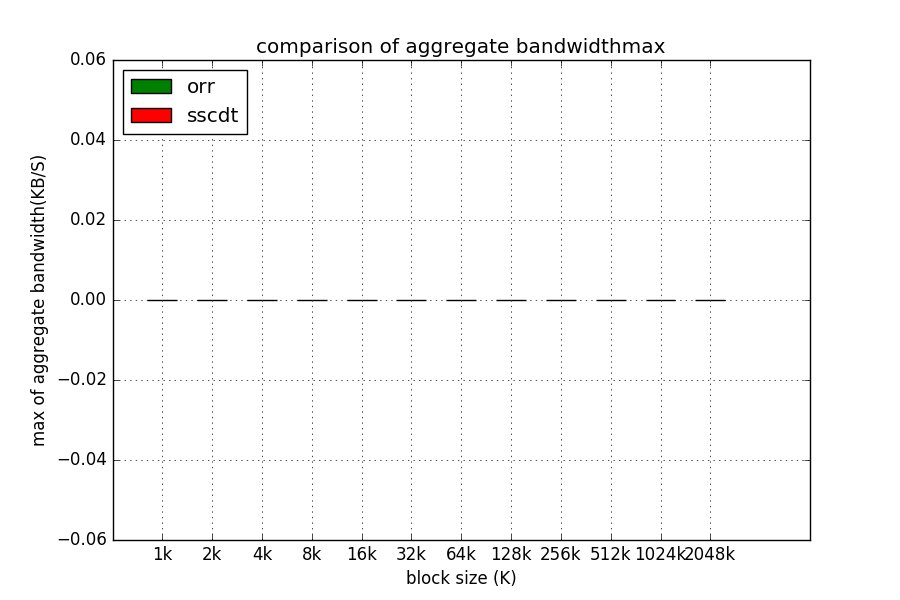 comparison of aggregate bandwidthmax
orr
sscdt
0.06
0.04
0.02
0.00
−0.02
−0.04
−0.06
max of aggregate bandwidth(KB/S)
1k 2k 4k 8k 16k 32k 64k 128k 256k 512k 1024k 2048k
block size (K)